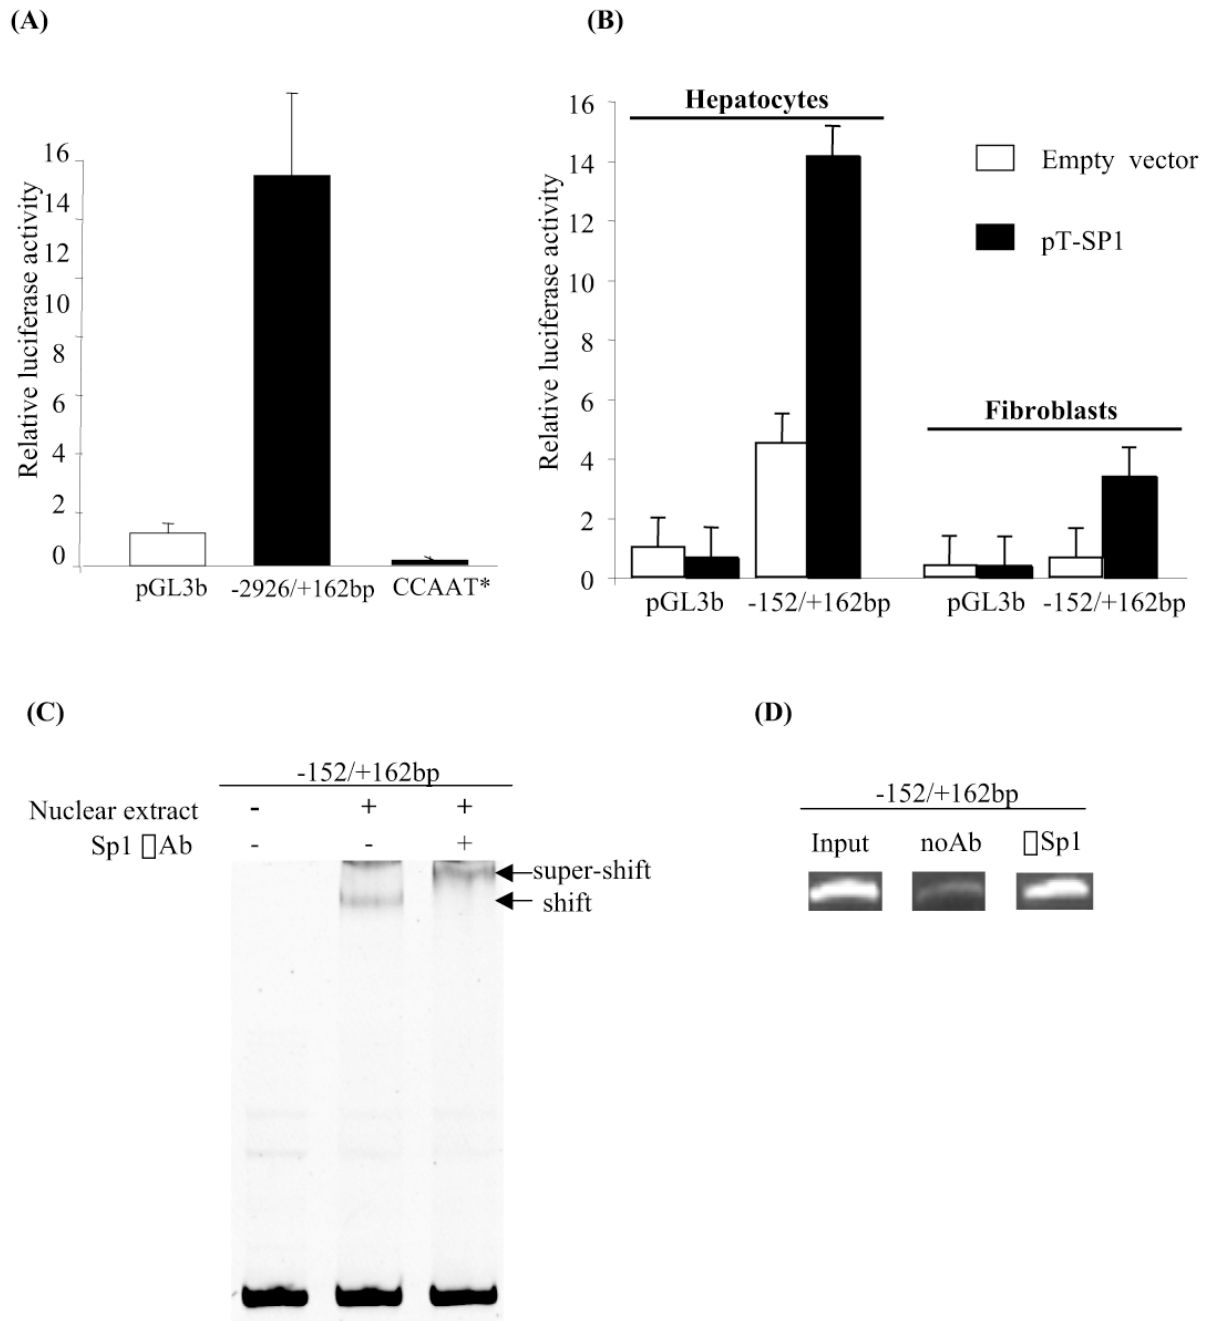 (A)
Relative luciferase activity
16
14
12
10
8
6
4
2
0
pGL3b -2926/+162bp CCAAT*
(B)
Relative luciferase activity
16
14
12
10
8
6
4
2
0
Hepatocytes
Fibroblasts
Empty vector
pT-SP1
pGL3b -152/+162bp pGL3b -152/+162bp
(C)
-152/+162bp
Nuclear extract - + +
Sp1 □Ab - - +
super-shift
shift
(D)
-152/+162bp
Input noAb □Sp1